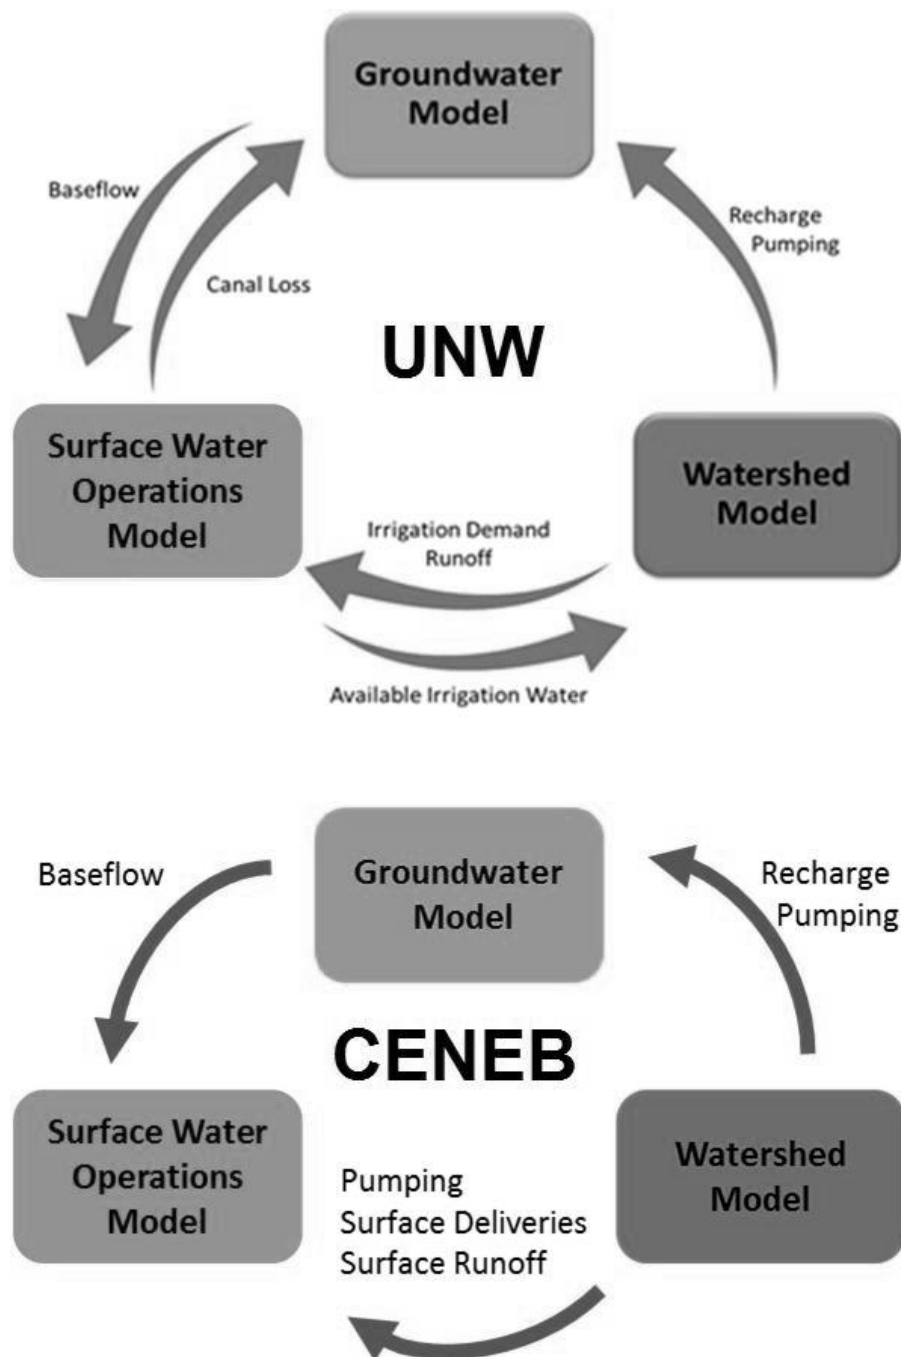 Groundwater
Model
Baseflow
Recharge
Pumping
Canal Loss
UNW
Surface Water
Operations
Model
Watershed
Model
Irrigation Demand
Runoff
Available Irrigation Water
Groundwater
Model
Baseflow
Recharge
Pumping
CENEB
Surface Water
Operations
Model
Watershed
Model
Pumping
Surface Deliveries
Surface Runoff